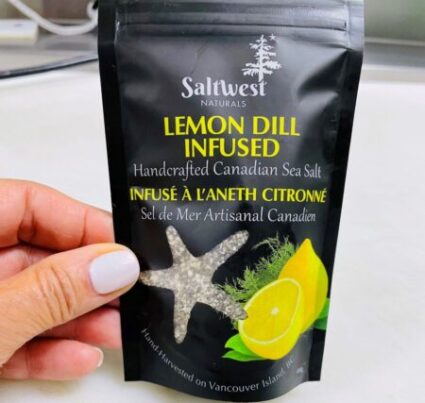 SaltWest
NATURALS
LEMON DILL
INFUSED
Handcrafted Canadian Sea Salt
INFUSÉ À L'ANETH CITRONNÉ
Sel de Mer Artisanal Canadien
Hand-Harvested on Vancouver Island, BC